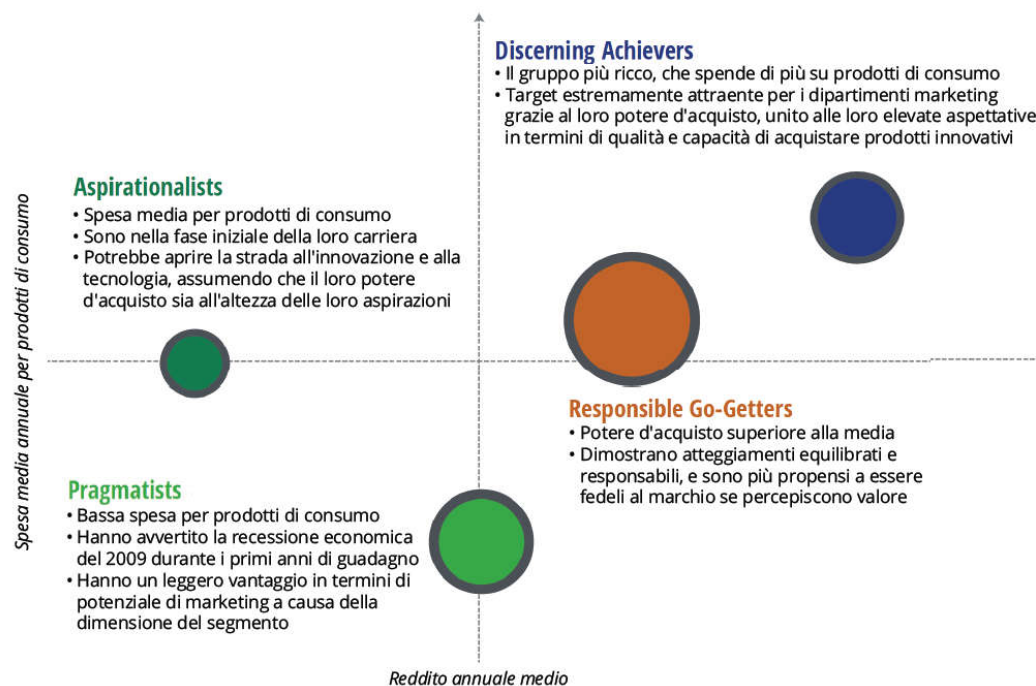 Discerning Achievers
• Il gruppo più ricco, che spende di più su prodotti di consumo
• Target estremamente attraente per i dipartimenti marketing
grazie al loro potere d'acquisto, unito alle loro elevate aspettative
in termini di qualità e capacità di acquistare prodotti innovativi
Aspirationalists
• Spesa media per prodotti di consumo
• Sono nella fase iniziale della loro carriera
• Potrebbe aprire la strada all'innovazione e alla
tecnologia, assumendo che il loro potere
d'acquisto sia all'altezza delle loro aspirazioni
Spesa media annuale per prodotti di consumo
Responsible Go-Getters
• Potere d'acquisto superiore alla media
• Dimostrano atteggiamenti equilibrati e
responsabili, e sono più propensi a essere
fedeli al marchio se percepiscono valore
Pragmatists
• Bassa spesa per prodotti di consumo
• Hanno avvertito la recessione economica
del 2009 durante i primi anni di guadagno
• Hanno un leggero vantaggio in termini di
potenziale di marketing a causa della
dimensione del segmento
Reddito annuale medio